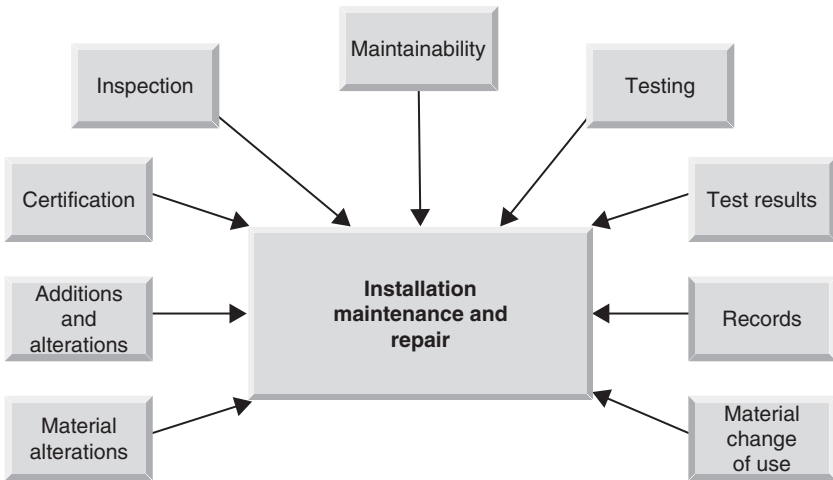 Maintainability
Inspection
Testing
Certification
Test results
Installation
maintenance and
repair
Additions
and
alterations
Records
Material
alterations
Material
change
of use